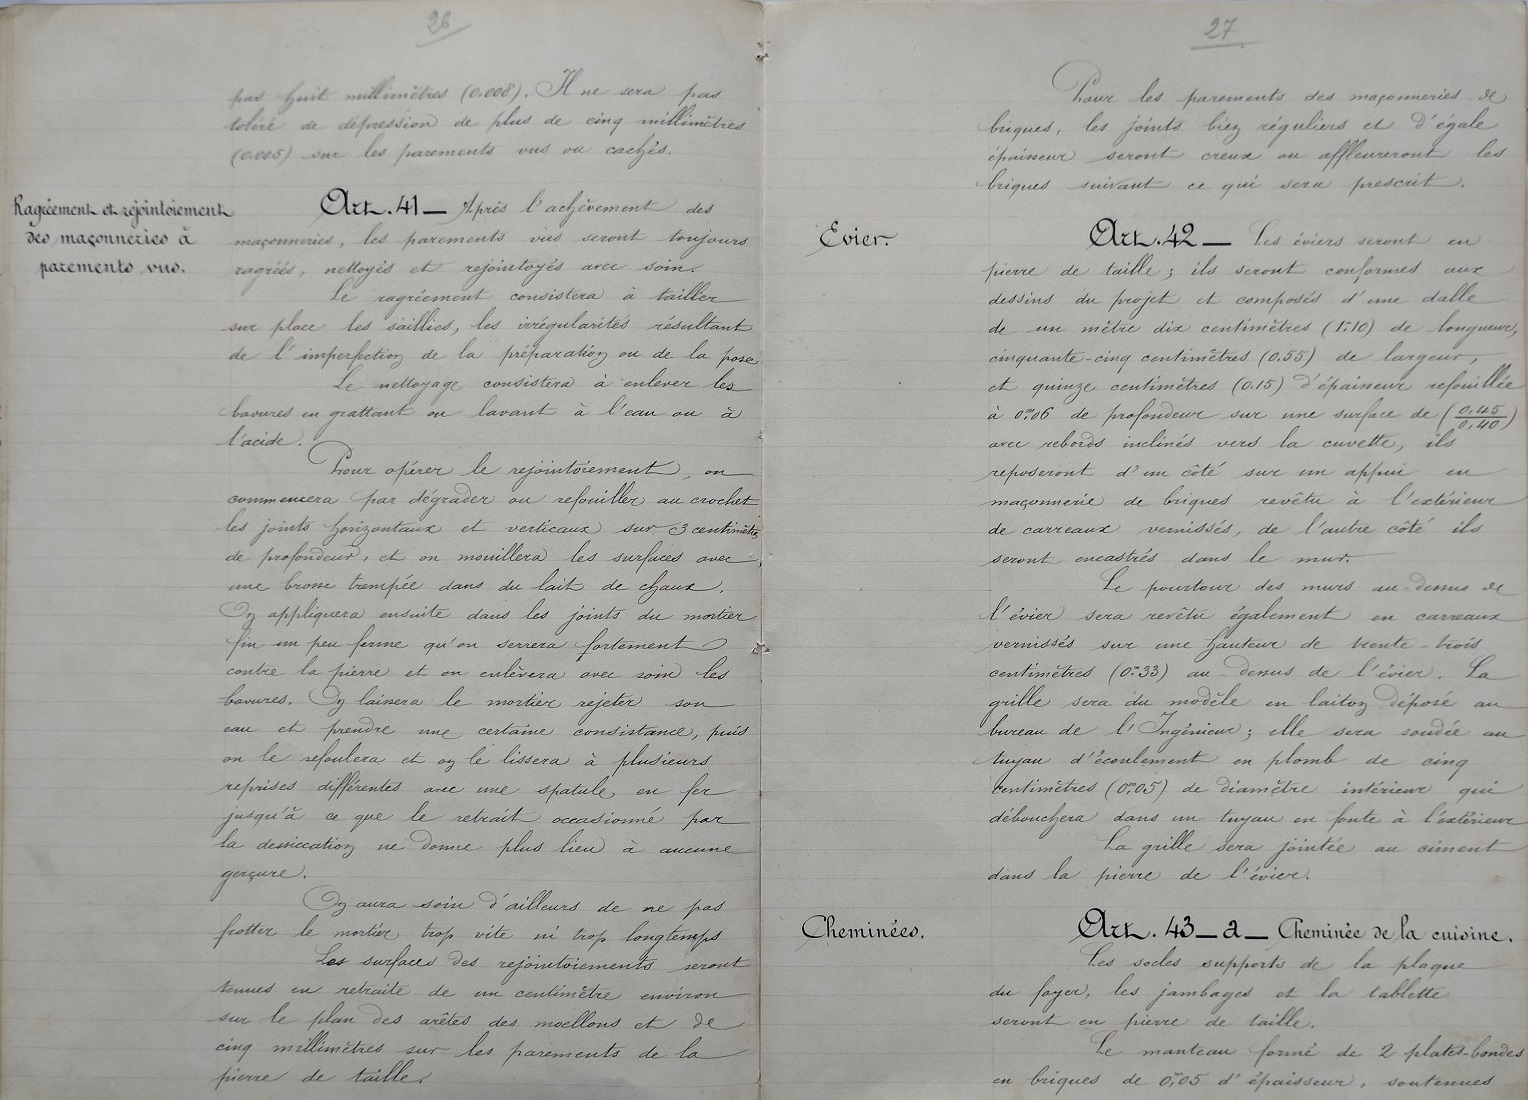 26
par huit millimètres (0.008). Il ne sera pas
toléré de dépression de plus de cinq millimètres
(0.005) sur les parements vus ou cachés.
Ragréement et rejointoiement
des maçonneries à
parements vus.
Art. 41 _ Après l'achèvement des
maçonneries, les parements vus seront toujours
ragréés, nettoyés et rejointoyés avec soin.
Le ragréement consistera à tailler
sur place les saillies, les irrégularités résultant
de l'imperfection de la préparation ou de la pose
Le nettoyage consistera à enlever les
bavures en grattant ou lavant à l'eau ou à
l'acide.
Pour opérer le rejointoiement, on
commencera par dégrader ou refouiller au crochet
les joints horizontaux et verticaux sur 3 centimètres
de profondeur, et on mouillera les surfaces avec
une brosse trempée dans du lait de chaux.
On appliquera ensuite dans les joints du mortier
fin un peu ferme qu'on serrera fortement
contre la pierre et on enlèvera avec soin les
bavures. On laissera le mortier rejeter son
eau et prendre une certaine consistance, puis
on le refoulera et on le lissera à plusieurs
reprises différentes avec une spatule en fer
jusqu'à ce que le retrait occasionné par
la dessiccation ne donne plus lieu à aucune
gerçure.
On aura soin d'ailleurs de ne pas
frotter le mortier trop vite ni trop longtemps
Les surfaces des rejointoiements seront
tenues en retraite de un centimètre environ
sur le plan des arêtes des moellons et de
cinq millimètres sur les parements de la
pierre de taille.
27
Pour les parements des maçonneries de
briques, les joints bien réguliers et d'égale
épaisseur seront creux ou affleureront les
briques suivant ce qui sera prescrit.
Evier.
Art. 42 _ Les éviers seront en
pierre de taille ; ils seront conformes aux
dessins du projet et composés d'une dalle
de un mètre dix centimètres (1m.10) de longueur,
cinquante-cinq centimètres (0.55) de largeur,
et quinze centimètres (0.15) d'épaisseur refouillée
à 0m.06 de profondeur sur une surface de (0.45/0.40)
avec rebords inclinés vers la cuvette, ils
reposeront d'un côté sur un appui en
maçonnerie de briques revêtu à l'extérieur
de carreaux vernissés, de l'autre côté ils
seront encastrés dans le mur.
Le pourtour des murs au-dessus de
l'évier sera revêtu également en carreaux
vernissés sur une hauteur de trente-trois
centimètres (0m.33) au-dessus de l'évier. La
grille sera du modèle en laiton déposé au
bureau de l'Ingénieur ; elle sera soudée au
tuyau d'écoulement en plomb de cinq
centimètres (0m.05) de diamètre intérieur qui
débouchera dans un tuyau en fonte à l'extérieur
La grille sera jointée au ciment
dans la pierre de l'évier.
Cheminées.
Art. 43 _ a _ Cheminée de la cuisine.
Les socles supports de la plaque
du foyer, les jambages et la tablette
seront en pierre de taille.
Le manteau formé de 2 plates-bandes
en briques de 0m.05 d'épaisseur, soutenues